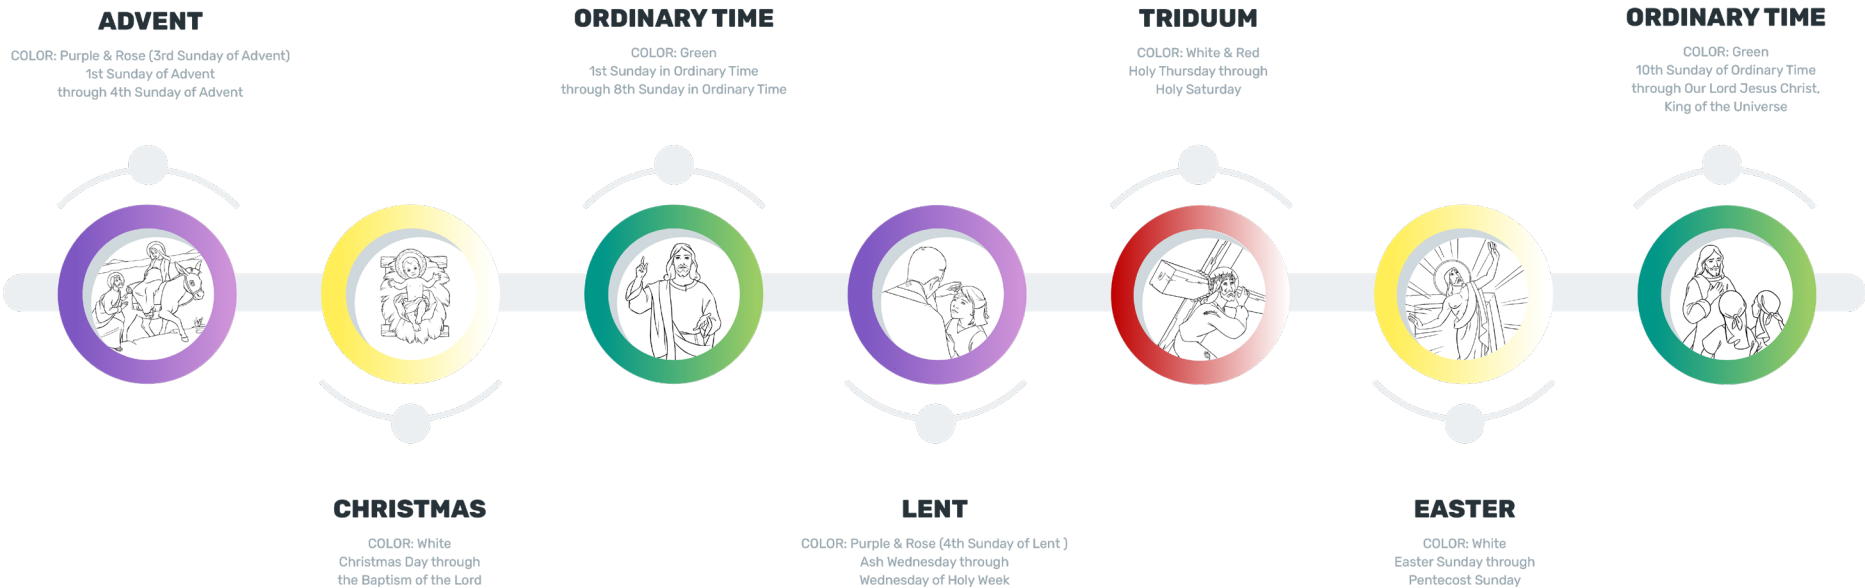 ADVENT
COLOR: Purple & Rose (3rd Sunday of Advent)
1st Sunday of Advent
through 4th Sunday of Advent
CHRISTMAS
COLOR: White
Christmas Day through
the Baptism of the Lord
ORDINARY TIME
COLOR: Green
1st Sunday in Ordinary Time
through 8th Sunday in Ordinary Time
LENT
COLOR: Purple & Rose (4th Sunday of Lent )
Ash Wednesday through
Wednesday of Holy Week
TRIDUUM
COLOR: White & Red
Holy Thursday through
Holy Saturday
EASTER
COLOR: White
Easter Sunday through
Pentecost Sunday
ORDINARY TIME
COLOR: Green
10th Sunday of Ordinary Time
through Our Lord Jesus Christ,
King of the Universe